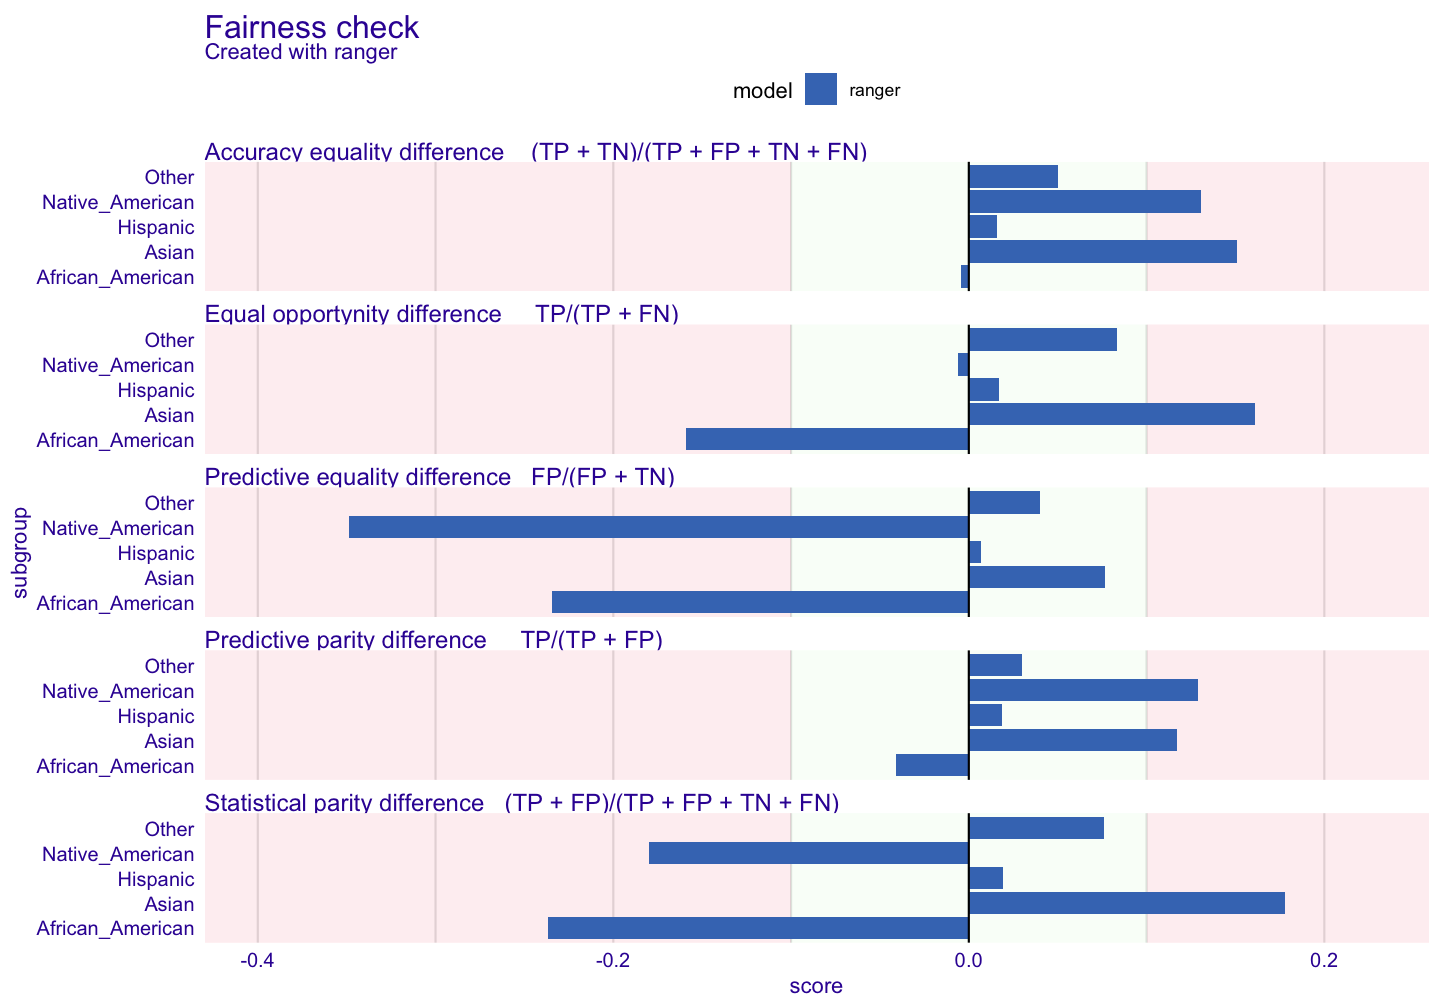 Fairness check
Created with ranger
model ranger
Accuracy equality difference (TP + TN)/(TP + FP + TN + FN)
Other
Native_American
Hispanic
Asian
African_American
Equal opportynity difference TP/(TP + FN)
Other
Native_American
Hispanic
Asian
African_American
Predictive equality difference FP/(FP + TN)
Other
Native_American
Hispanic
Asian
African_American
Predictive parity difference TP/(TP + FP)
Other
Native_American
Hispanic
Asian
African_American
Statistical parity difference (TP + FP)/(TP + FP + TN + FN)
Other
Native_American
Hispanic
Asian
African_American
subgroup
-0.4 -0.2 0.0 0.2
score